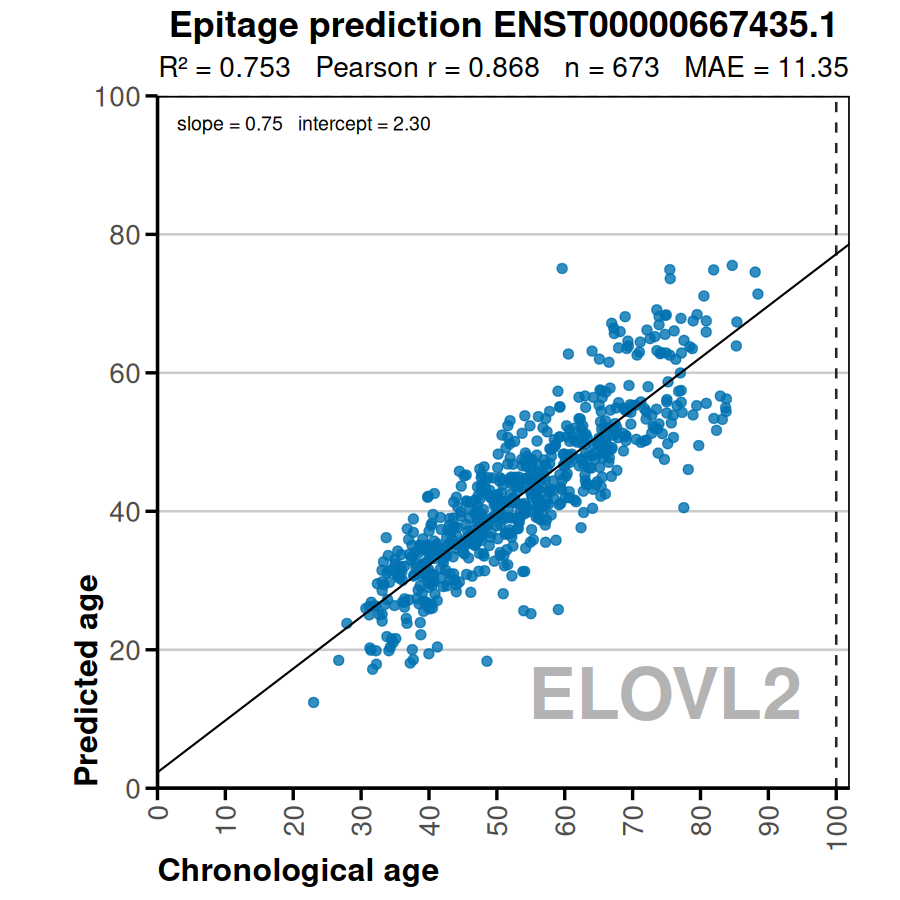 Epitage prediction ENST00000667435.1
R² = 0.753 Pearson r = 0.868 n = 673 MAE = 11.35
slope = 0.75 intercept = 2.30
100
80
60
40
20
0
Predicted age
ELOVL2
0 10 20 30 40 50 60 70 80 90 100
Chronological age